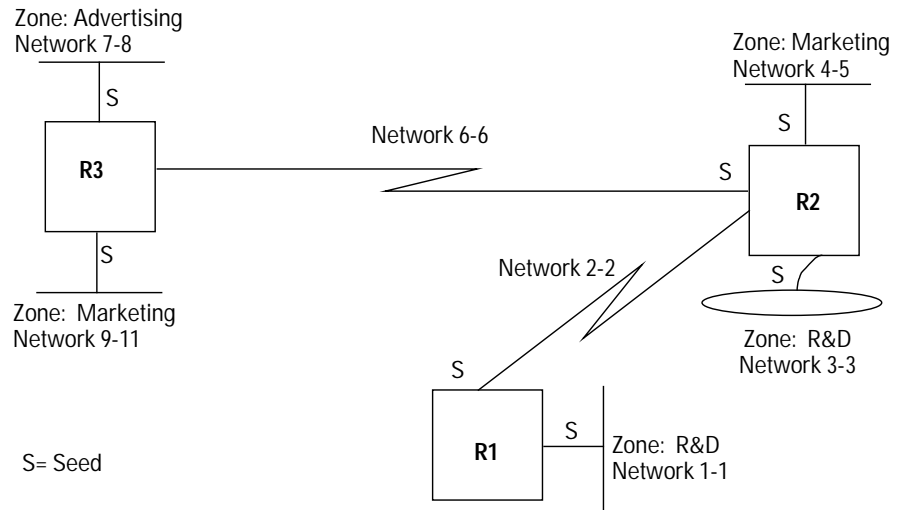 Zone: Advertising
Network 7-8
S
R3
S
Zone: Marketing
Network 9-11
Network 6-6
Zone: Marketing
Network 4-5
S
S
R2
S
Zone: R&D
Network 3-3
Network 2-2
S
R1
S
Zone: R&D
Network 1-1
S= Seed